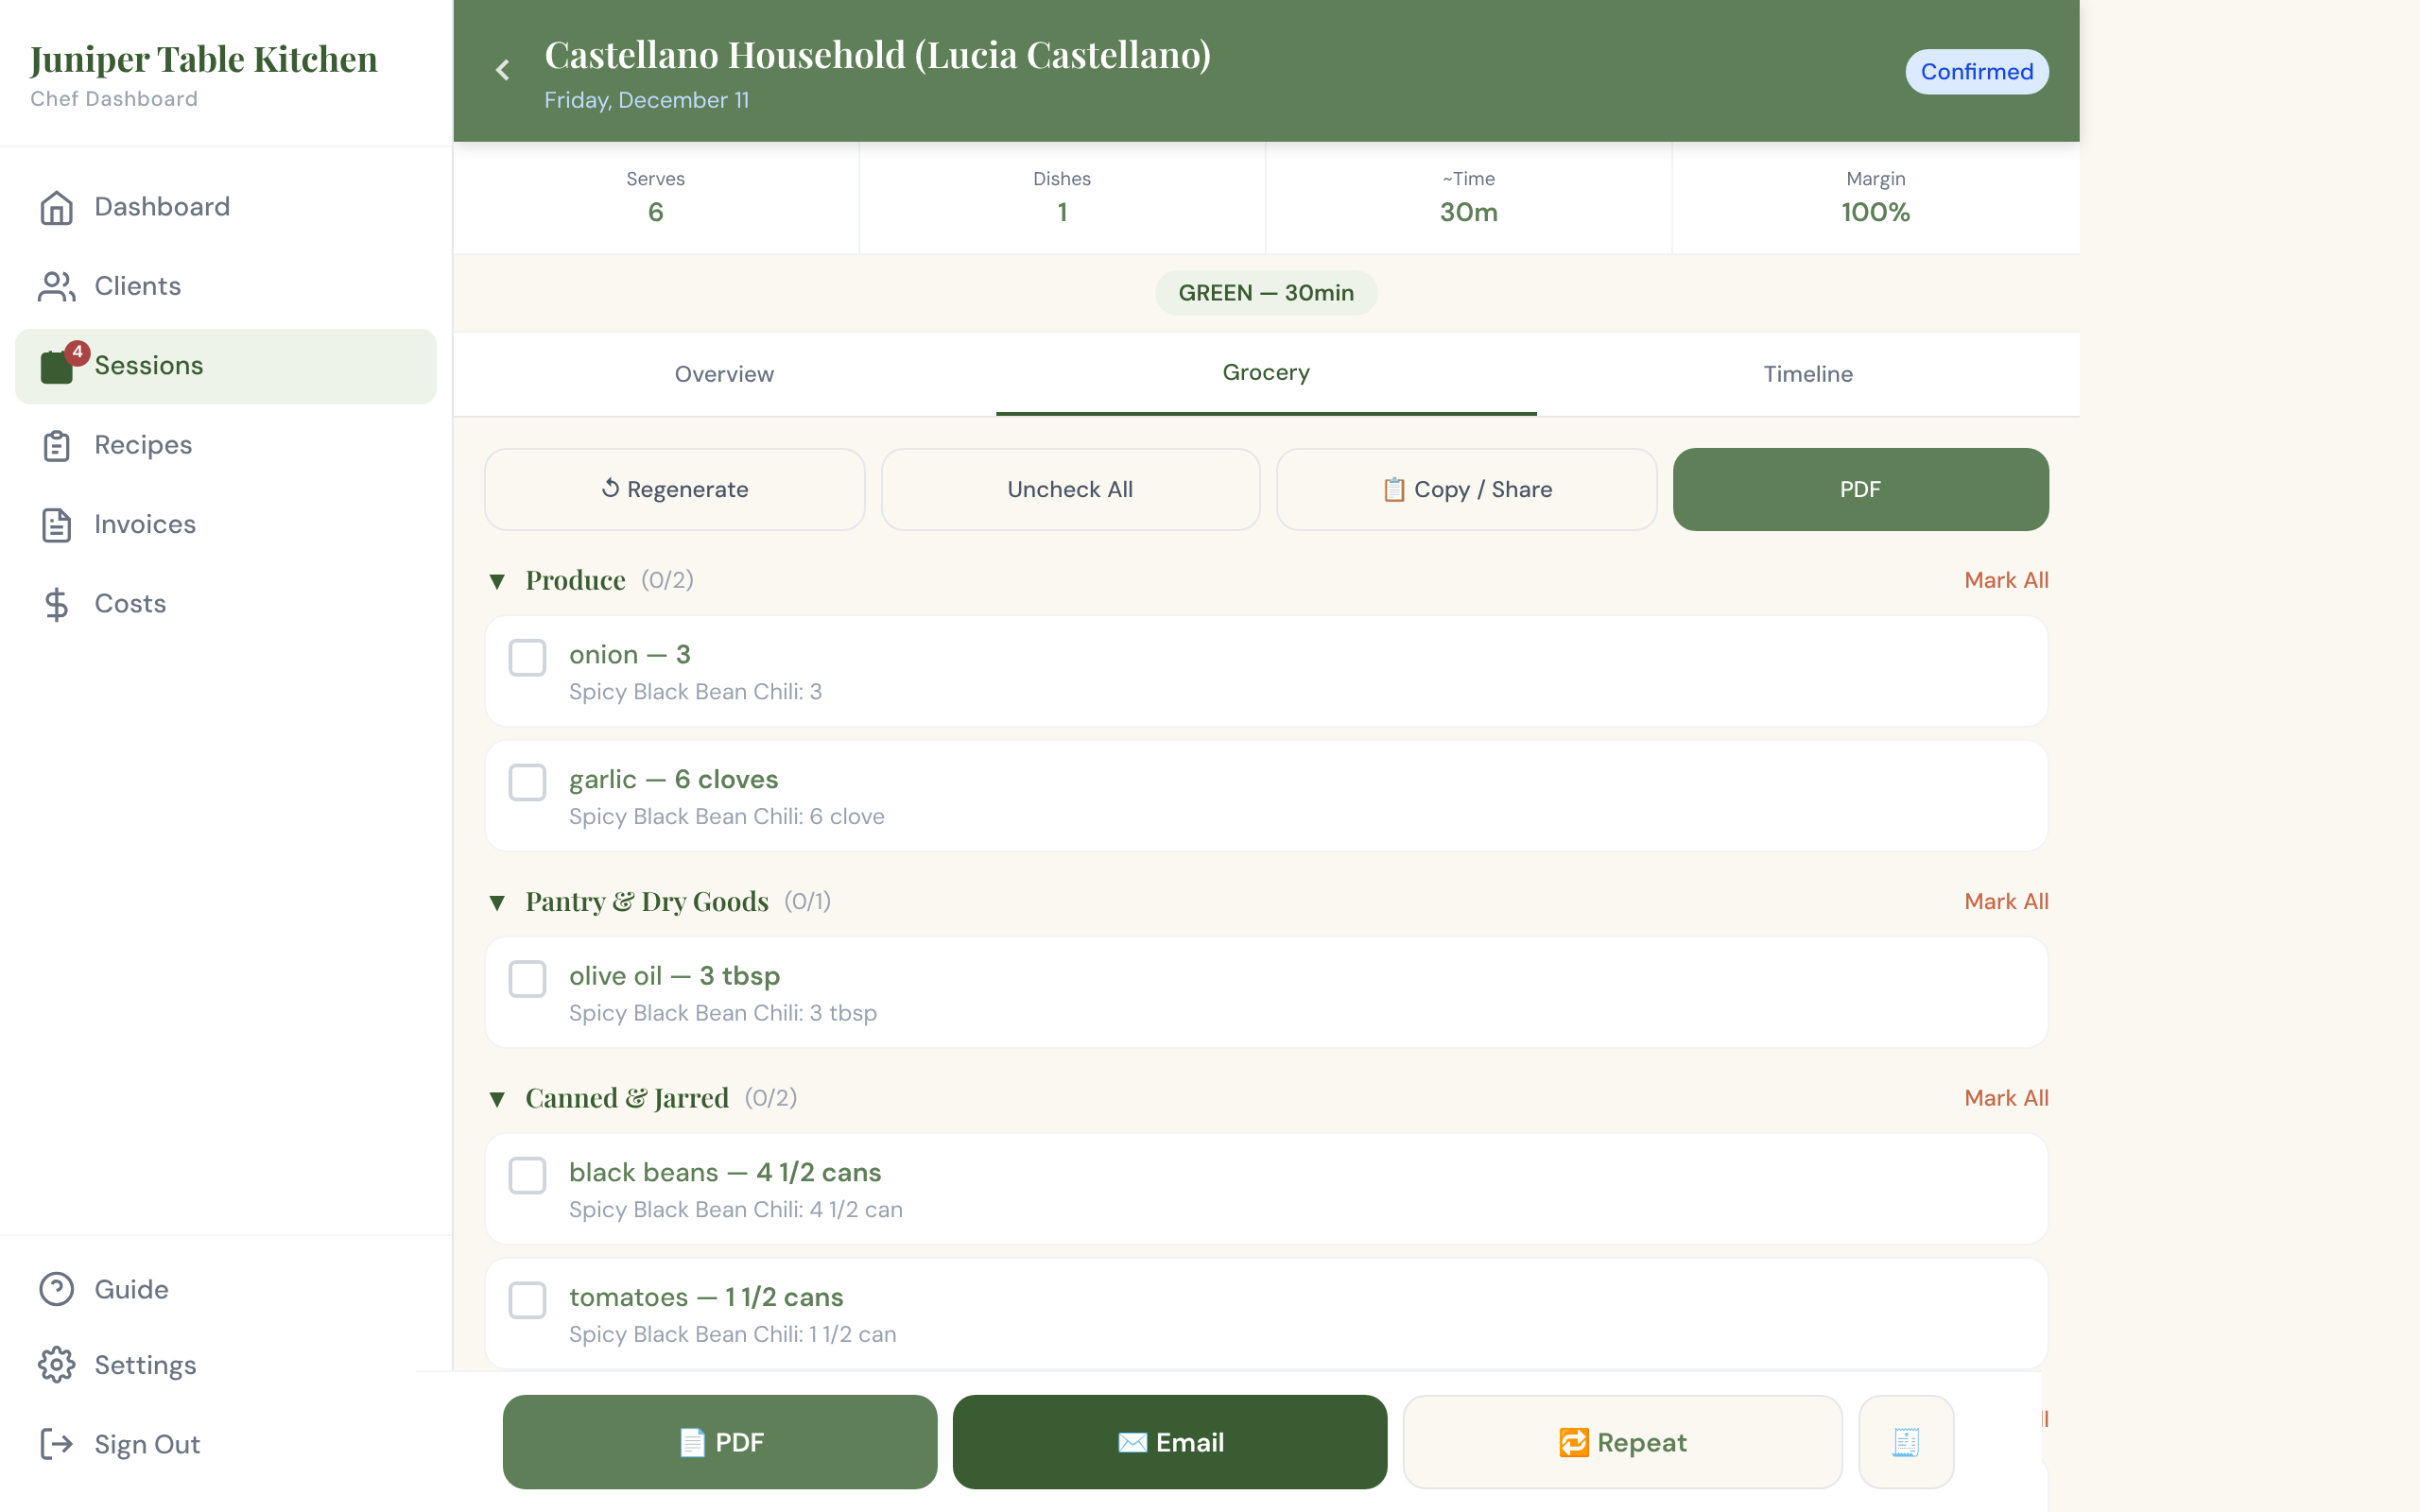 Juniper Table Kitchen
Chef Dashboard
Dashboard
Clients
4
Sessions
Recipes
Invoices
Costs
Guide
Settings
Sign Out
Castellano Household (Lucia Castellano)
Friday, December 11
Confirmed
Serves
6
Dishes
1
~Time
30m
Margin
100%
GREEN — 30min
Overview
Grocery
Timeline
↺ Regenerate
Uncheck All
📋 Copy / Share
PDF
▼ Produce (0/2)
Mark All
onion — 3
Spicy Black Bean Chili: 3
garlic — 6 cloves
Spicy Black Bean Chili: 6 clove
▼ Pantry & Dry Goods (0/1)
Mark All
olive oil — 3 tbsp
Spicy Black Bean Chili: 3 tbsp
▼ Canned & Jarred (0/2)
Mark All
black beans — 4 1/2 cans
Spicy Black Bean Chili: 4 1/2 can
tomatoes — 1 1/2 cans
Spicy Black Bean Chili: 1 1/2 can
📄 PDF
✉️ Email
🔁 Repeat
🧾